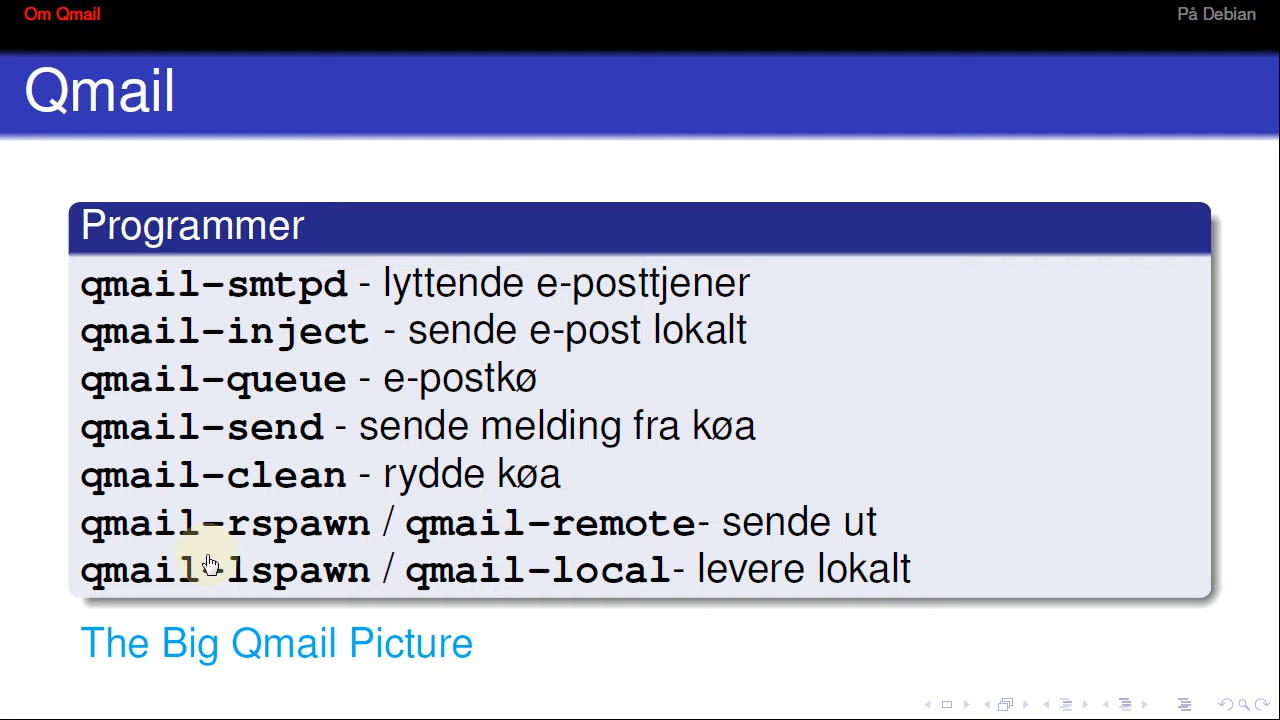 Om Qmail
På Debian
Qmail
Programmer
qmail-smtpd - lyttende e-posttjener
qmail-inject - sende e-post lokalt
qmail-queue - e-postkø
qmail-send - sende melding fra køa
qmail-clean - rydde køa
qmail-rspawn / qmail-remote- sende ut
qmail-lspawn / qmail-local- levere lokalt
The Big Qmail Picture